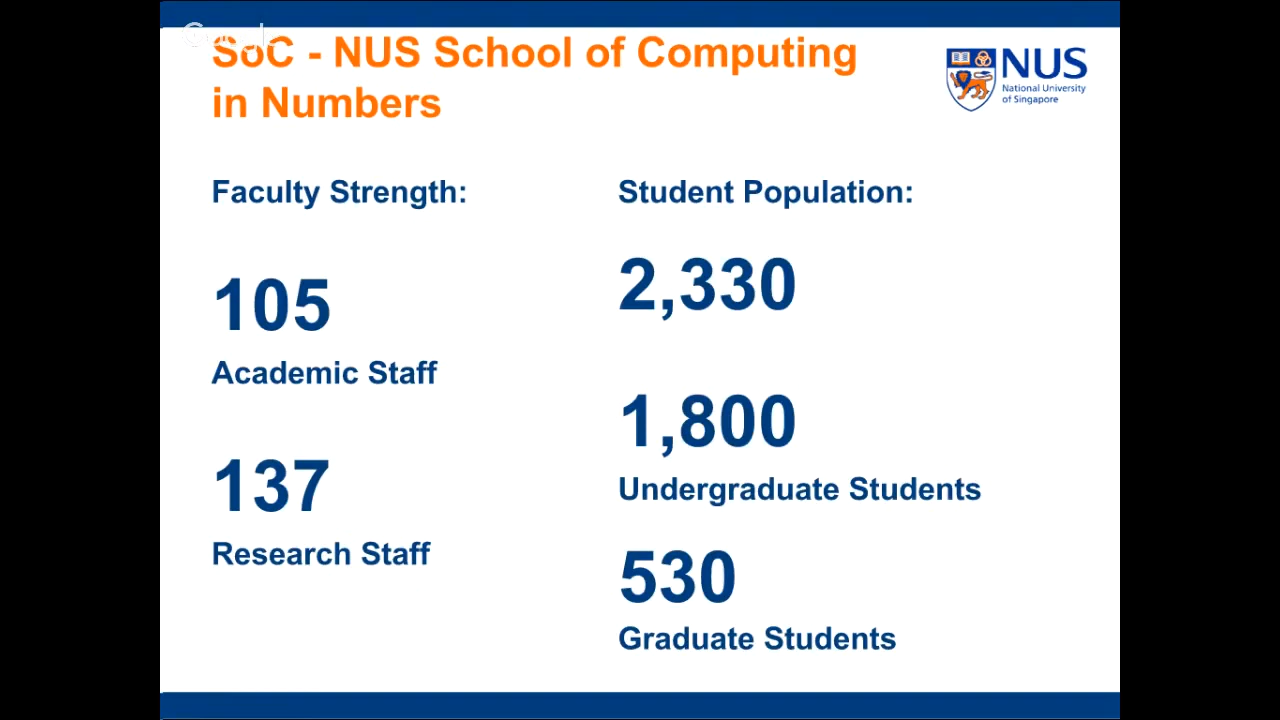 Google
SoC - NUS School of Computing
in Numbers
NUS
National University
of Singapore
Faculty Strength:
105
Academic Staff
137
Research Staff
Student Population:
2,330
1,800
Undergraduate Students
530
Graduate Students